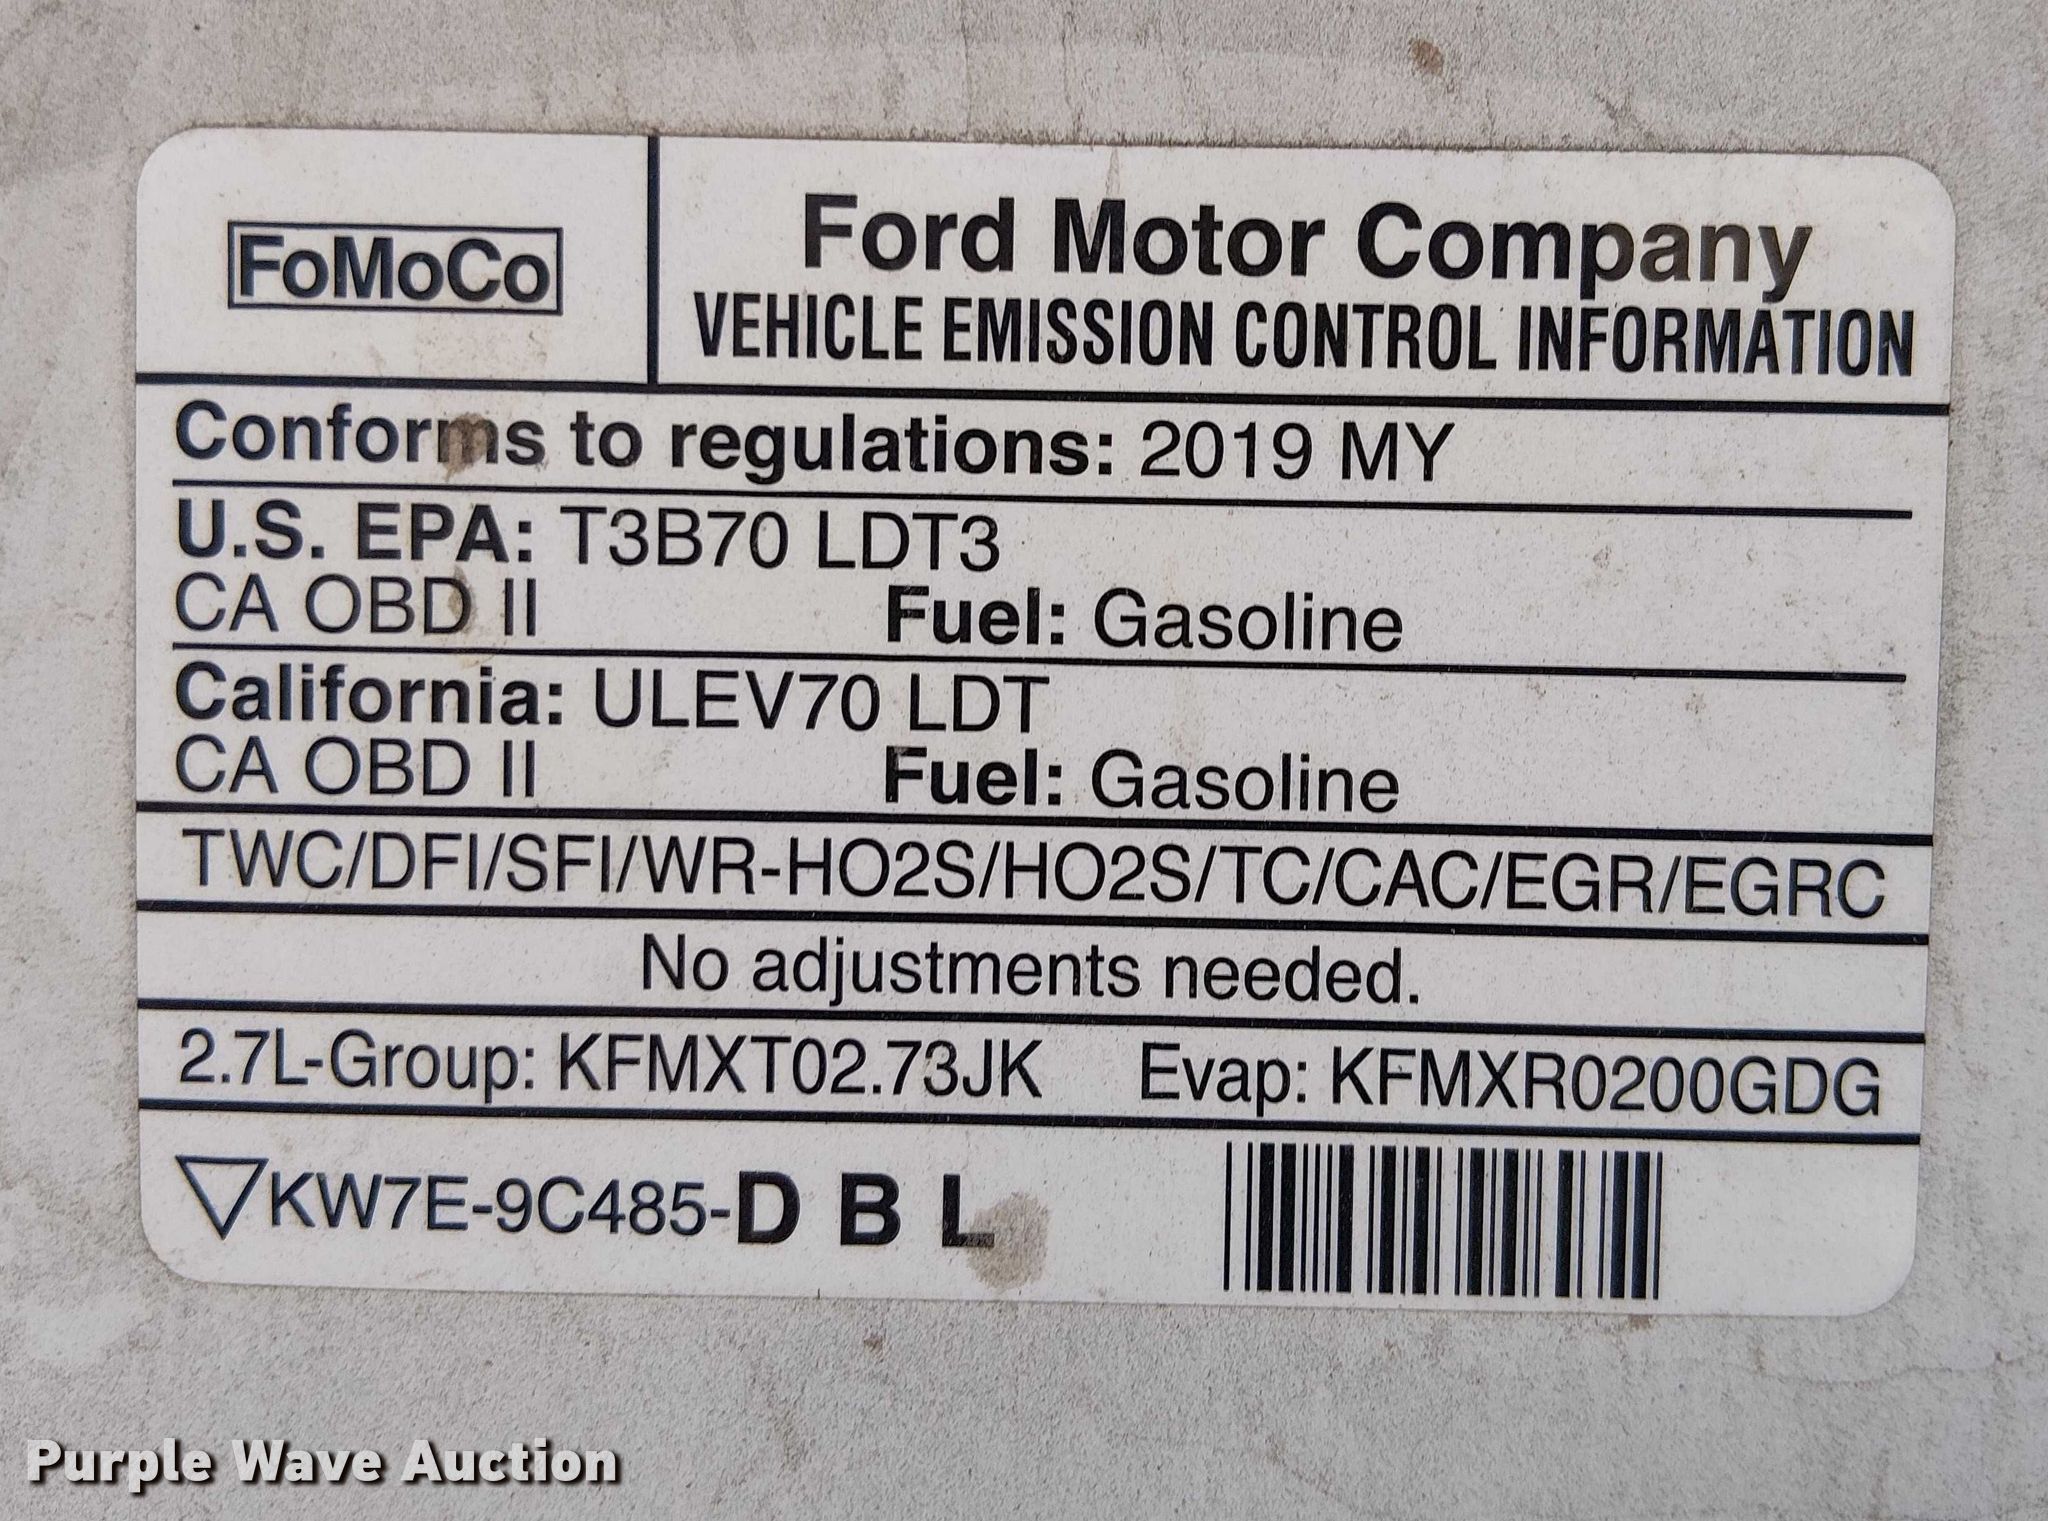 FoMoCo
Ford Motor Company
VEHICLE EMISSION CONTROL INFORMATION
Conforms to regulations: 2019 MY
U.S. EPA: T3B70 LDT3
CA OBD II Fuel: Gasoline
California: ULEV70 LDT
CA OBD II Fuel: Gasoline
TWC/DFI/SFI/WR-HO2S/HO2S/TC/CAC/EGR/EGRC
No adjustments needed.
2.7L-Group: KFMXT02.73JK Evap: KFMXR0200GDG
KW7E-9C485-D B L
Purple Wave Auction